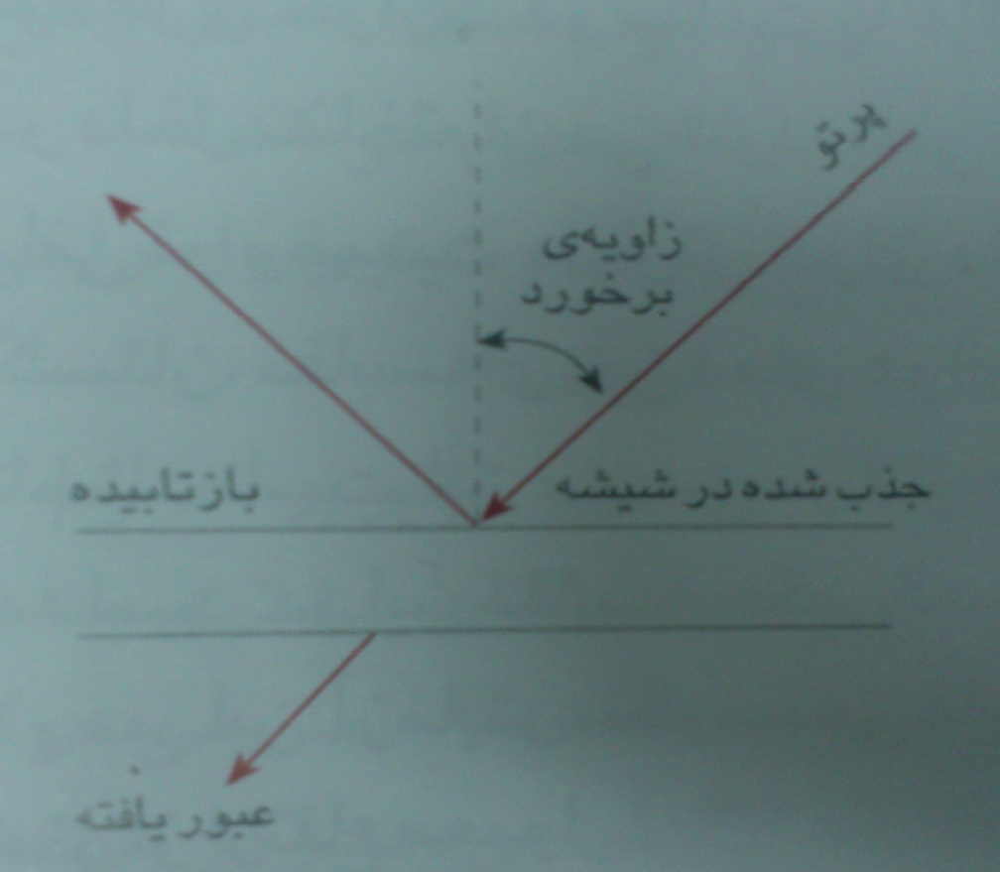 پرتو
زاویه‌ی
برخورد
جذب شده در شیشه
بازتابیده
عبور یافته